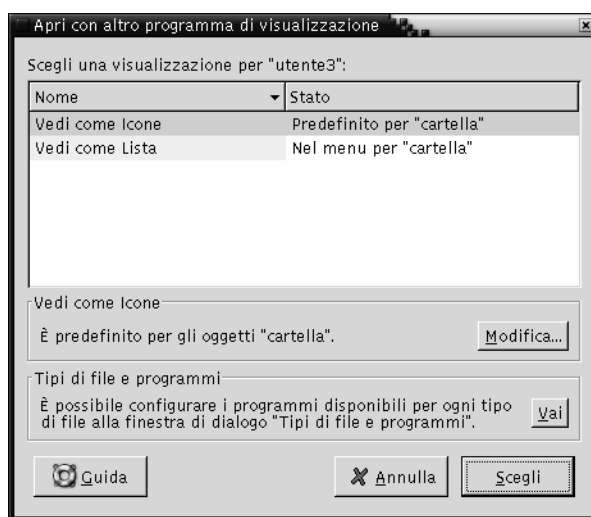 Apri con altro programma di visualizzazione
Scegli una visualizzazione per "utente3":
Nome Stato
Vedi come Icone Predefinito per "cartella"
Vedi come Lista Nel menu per "cartella"
Vedi come Icone
È predefinito per gli oggetti "cartella".
Modifica...
Tipi di file e programmi
È possibile configurare i programmi disponibili per ogni tipo
di file alla finestra di dialogo "Tipi di file e programmi".
Vai
Guida Annulla Scegli